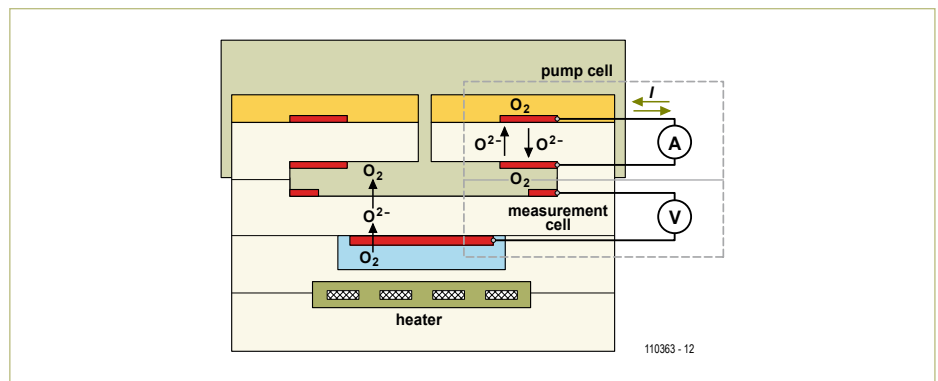 pump cell
I
O2
A
O2– O2–
O2
O2
measurement
cell
V
O2–
O2
heater
110363 - 12